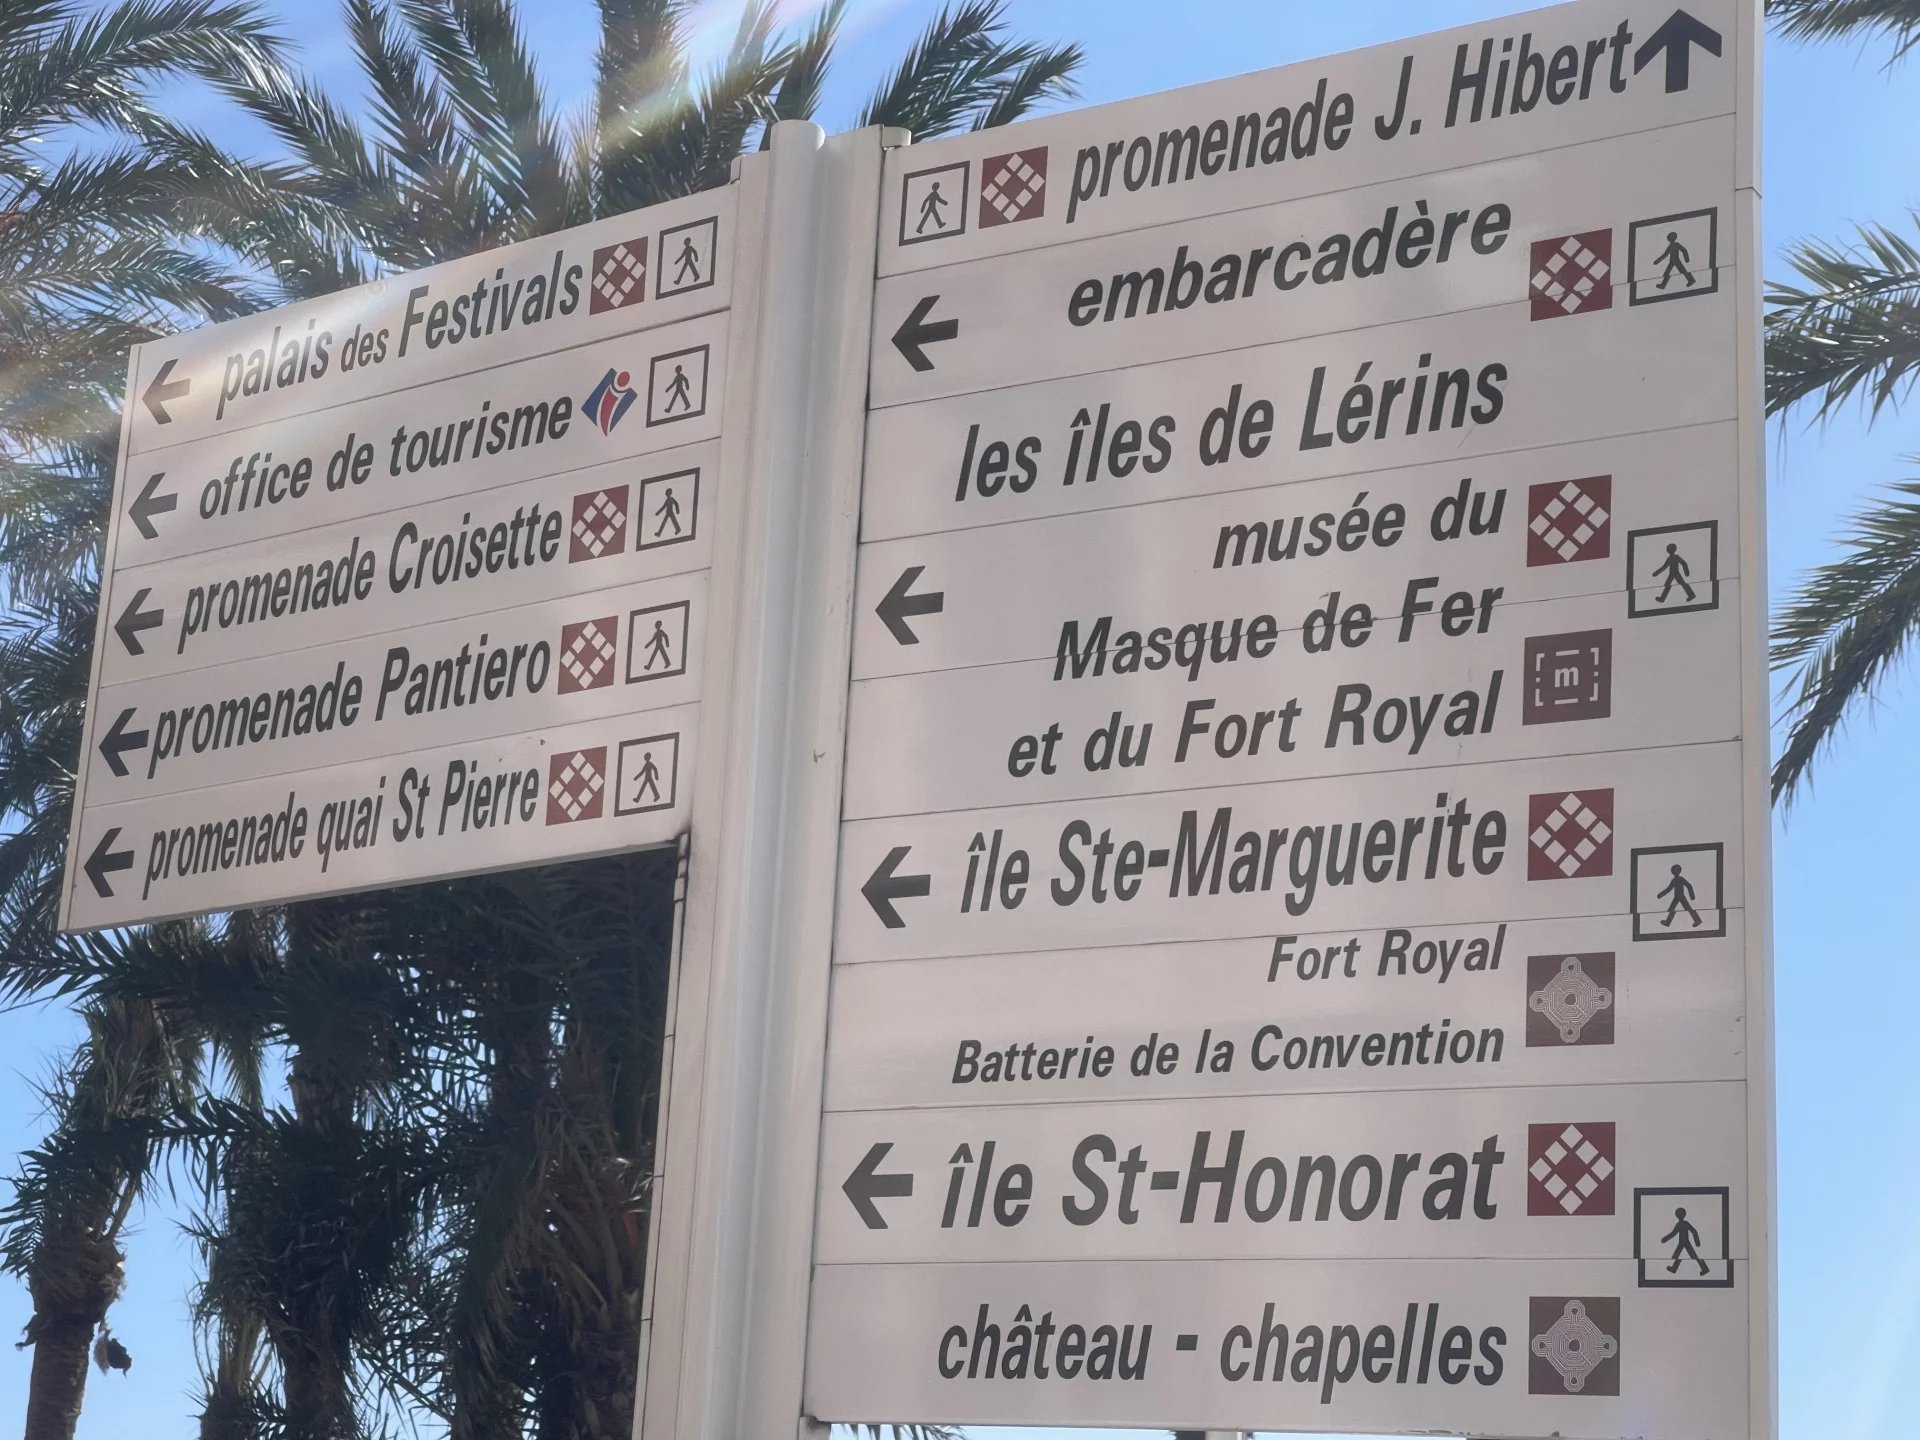 palais des Festivals
office de tourisme
promenade Croisette
promenade Pantiero
promenade quai St Pierre
promenade J. Hibert
embarcadère
les îles de Lérins
musée du
Masque de Fer
et du Fort Royal
m
île Ste-Marguerite
Fort Royal
Batterie de la Convention
île St-Honorat
château - chapelles